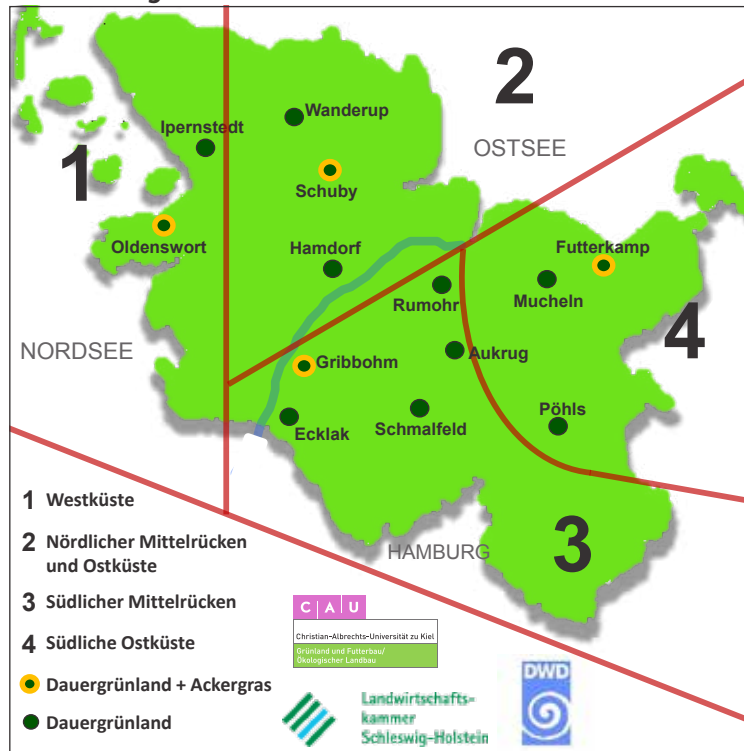 2
Wanderup
Ipernstedt
OSTSEE
1
Schuby
Oldenswort
Hamdorf
Futterkamp
Rumohr
Mucheln
4
NORDSEE
Gribbohm
Aukrug
Ecklak
Schmalfeld
Pöhls
3
HAMBURG
1 Westküste
2 Nördlicher Mittelrücken
und Ostküste
3 Südlicher Mittelrücken
4 Südliche Ostküste
Dauergrünland + Ackergras
Dauergrünland
C A U
Christian-Albrechts-Universität zu Kiel
Grünland und Futterbau/
Ökologischer Landbau
Landwirtschafts-
kammer
Schleswig-Holstein
DWD